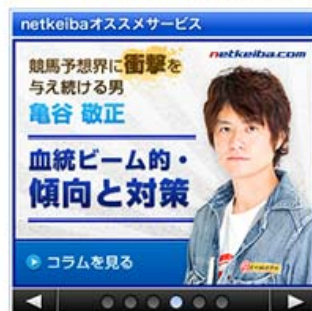 netkeibaオススメサービス
netkeiba.com
競馬予想界に衝撃を
与え続ける男
亀谷 敬正
血統ビーム的・
傾向と対策
コラムを見る